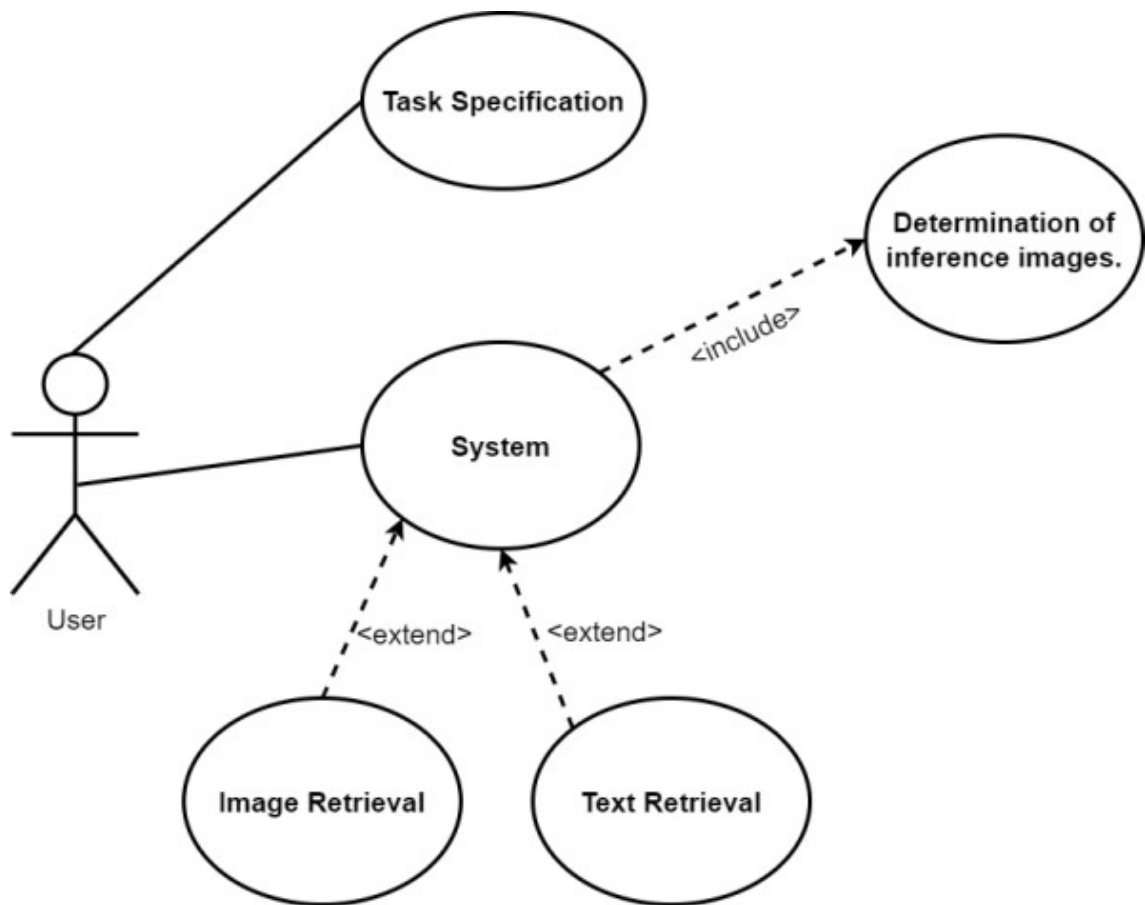 Task Specification
Determination of
inference images.
<include>
System
User
<extend>
<extend>
Image Retrieval
Text Retrieval